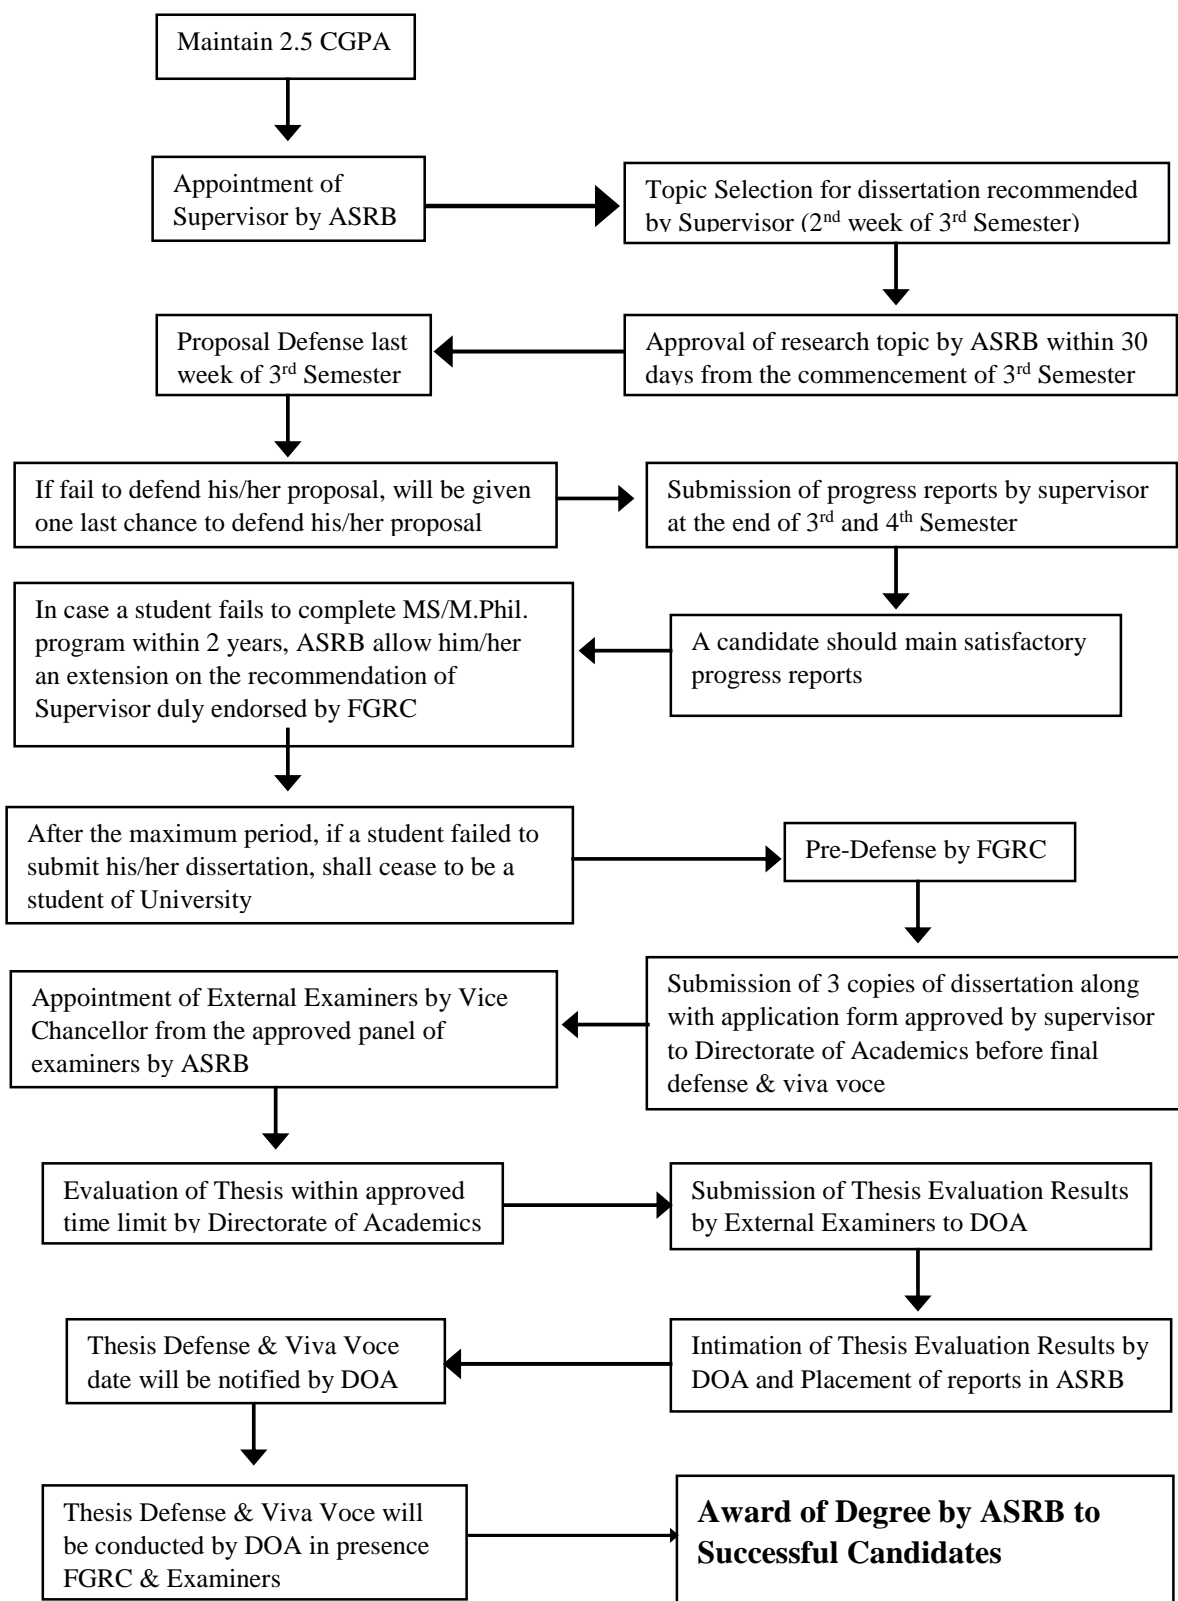 Maintain 2.5 CGPA
Appointment of
Supervisor by ASRB
Topic Selection for dissertation recommended
by Supervisor (2nd week of 3rd Semester)
Approval of research topic by ASRB within 30
days from the commencement of 3rd Semester
Proposal Defense last
week of 3rd Semester
If fail to defend his/her proposal, will be given
one last chance to defend his/her proposal
Submission of progress reports by supervisor
at the end of 3rd and 4th Semester
A candidate should main satisfactory
progress reports
In case a student fails to complete MS/M.Phil.
program within 2 years, ASRB allow him/her
an extension on the recommendation of
Supervisor duly endorsed by FGRC
After the maximum period, if a student failed to
submit his/her dissertation, shall cease to be a
student of University
Pre-Defense by FGRC
Submission of 3 copies of dissertation along
with application form approved by supervisor
to Directorate of Academics before final
defense & viva voce
Appointment of External Examiners by Vice
Chancellor from the approved panel of
examiners by ASRB
Evaluation of Thesis within approved
time limit by Directorate of Academics
Submission of Thesis Evaluation Results
by External Examiners to DOA
Intimation of Thesis Evaluation Results by
DOA and Placement of reports in ASRB
Thesis Defense & Viva Voce
date will be notified by DOA
Thesis Defense & Viva Voce will
be conducted by DOA in presence
FGRC & Examiners
Award of Degree by ASRB to
Successful Candidates